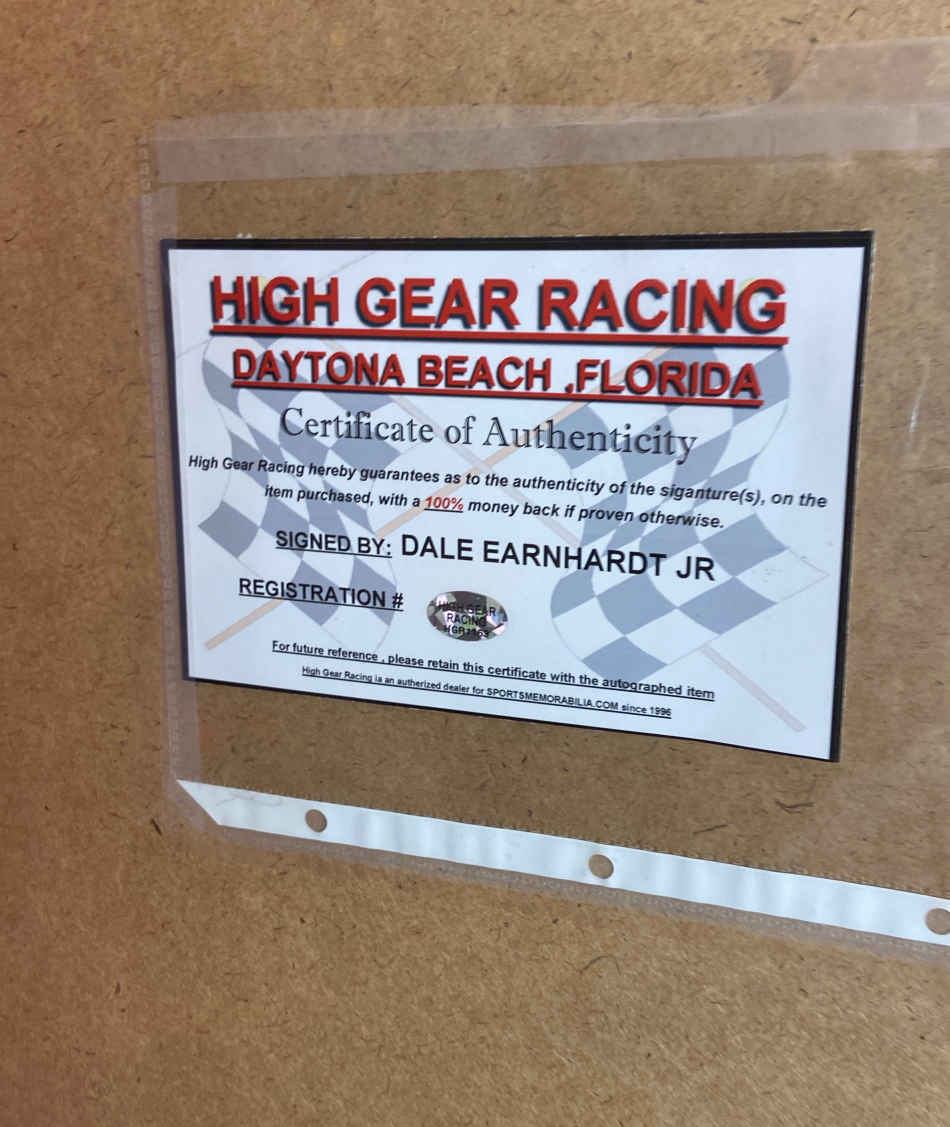 HIGH GEAR RACING
DAYTONA BEACH ,FLORIDA
Certificate of Authenticity
High Gear Racing hereby guarantees as to the authenticity of the siganture(s), on the
item purchased, with a 100% money back if proven otherwise.
SIGNED BY: DALE EARNHARDT JR
REGISTRATION #
HIGH GEAR
RACING
For future reference , please retain this certificate with the autographed item
High Gear Racing is an autherized dealer for SPORTSMEMORABILIA.COM since 1996